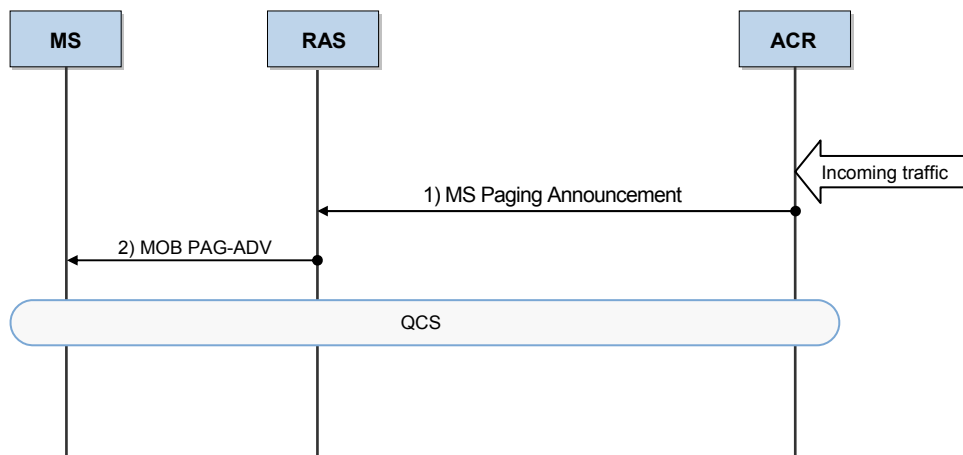 MS
RAS
ACR
Incoming traffic
1) MS Paging Announcement
2) MOB PAG-ADV
QCS